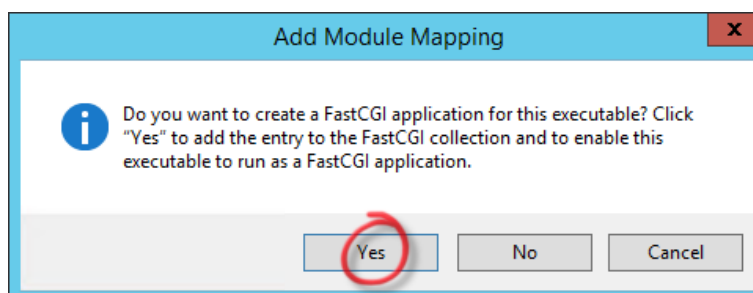 Add Module Mapping
x
Do you want to create a FastCGI application for this executable? Click
"Yes" to add the entry to the FastCGI collection and to enable this
executable to run as a FastCGI application.
Yes No Cancel